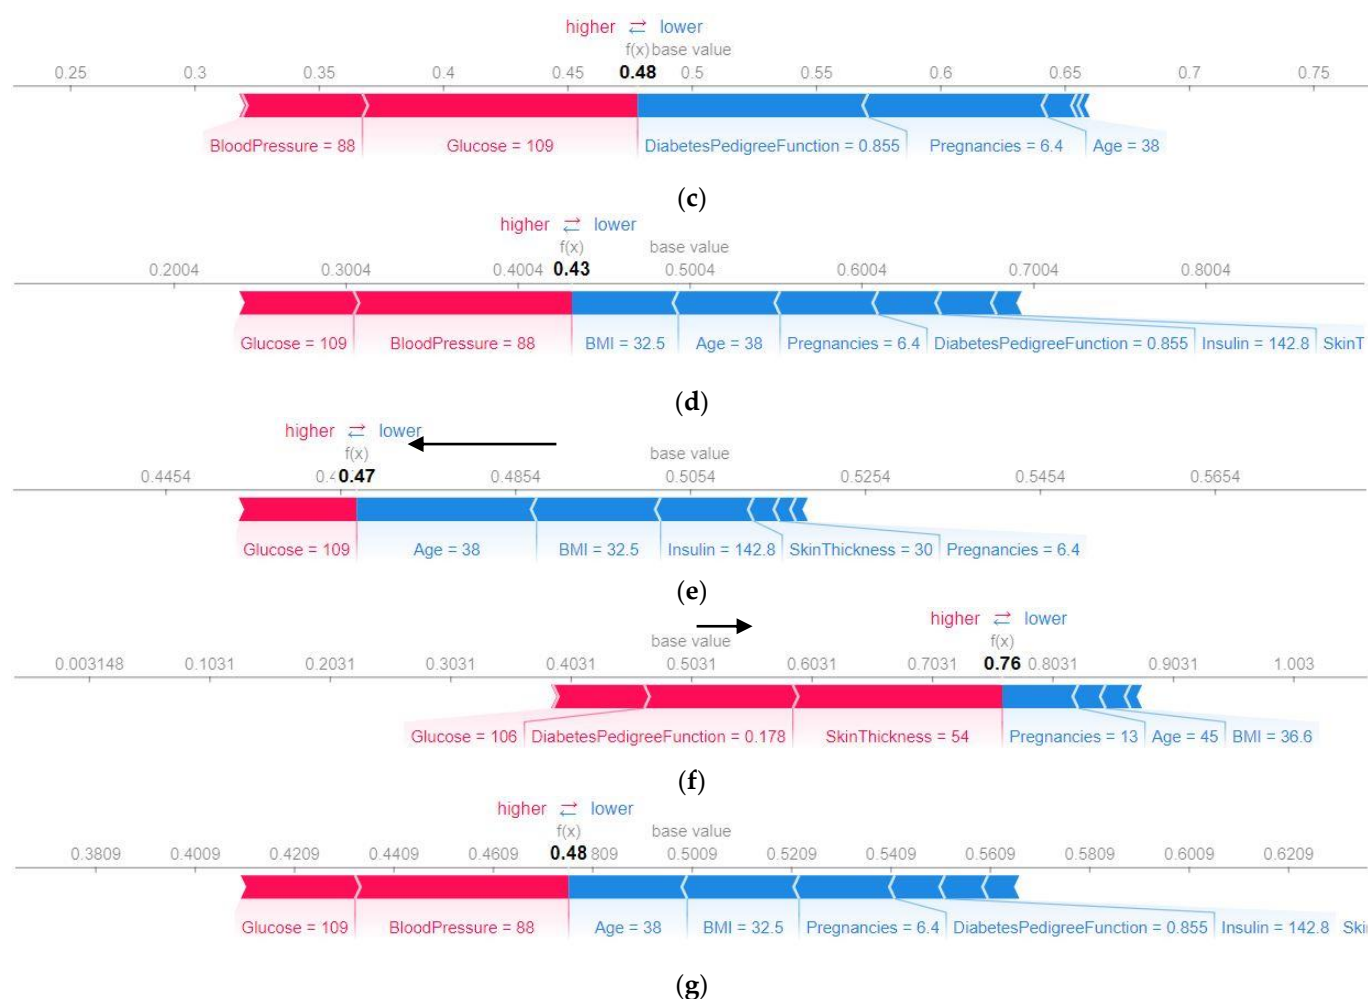 higher lower
f(x) base value
0.25 0.3 0.35 0.4 0.45 0.48 0.5 0.55 0.6 0.65 0.7 0.75
BloodPressure = 88 Glucose = 109 DiabetesPedigreeFunction = 0.855 Pregnancies = 6.4 Age = 38
(c)
higher lower
f(x) base value
0.2004 0.3004 0.4004 0.43 0.5004 0.6004 0.7004 0.8004
Glucose = 109 BloodPressure = 88 BMI = 32.5 Age = 38 Pregnancies = 6.4 DiabetesPedigreeFunction = 0.855 Insulin = 142.8 SkinT
(d)
higher lower
f(x) base value
0.4454 0.47 0.4854 0.5054 0.5254 0.5454 0.5654
Glucose = 109 Age = 38 BMI = 32.5 Insulin = 142.8 SkinThickness = 30 Pregnancies = 6.4
(e)
higher lower
base value f(x)
0.003148 0.1031 0.2031 0.3031 0.4031 0.5031 0.6031 0.7031 0.76 0.8031 0.9031 1.003
Glucose = 106 DiabetesPedigreeFunction = 0.178 SkinThickness = 54 Pregnancies = 13 Age = 45 BMI = 36.6
(f)
higher lower
f(x) base value
0.3809 0.4009 0.4209 0.4409 0.4609 0.48 809 0.5009 0.5209 0.5409 0.5609 0.5809 0.6009 0.6209
Glucose = 109 BloodPressure = 88 Age = 38 BMI = 32.5 Pregnancies = 6.4 DiabetesPedigreeFunction = 0.855 Insulin = 142.8 Ski
(g)